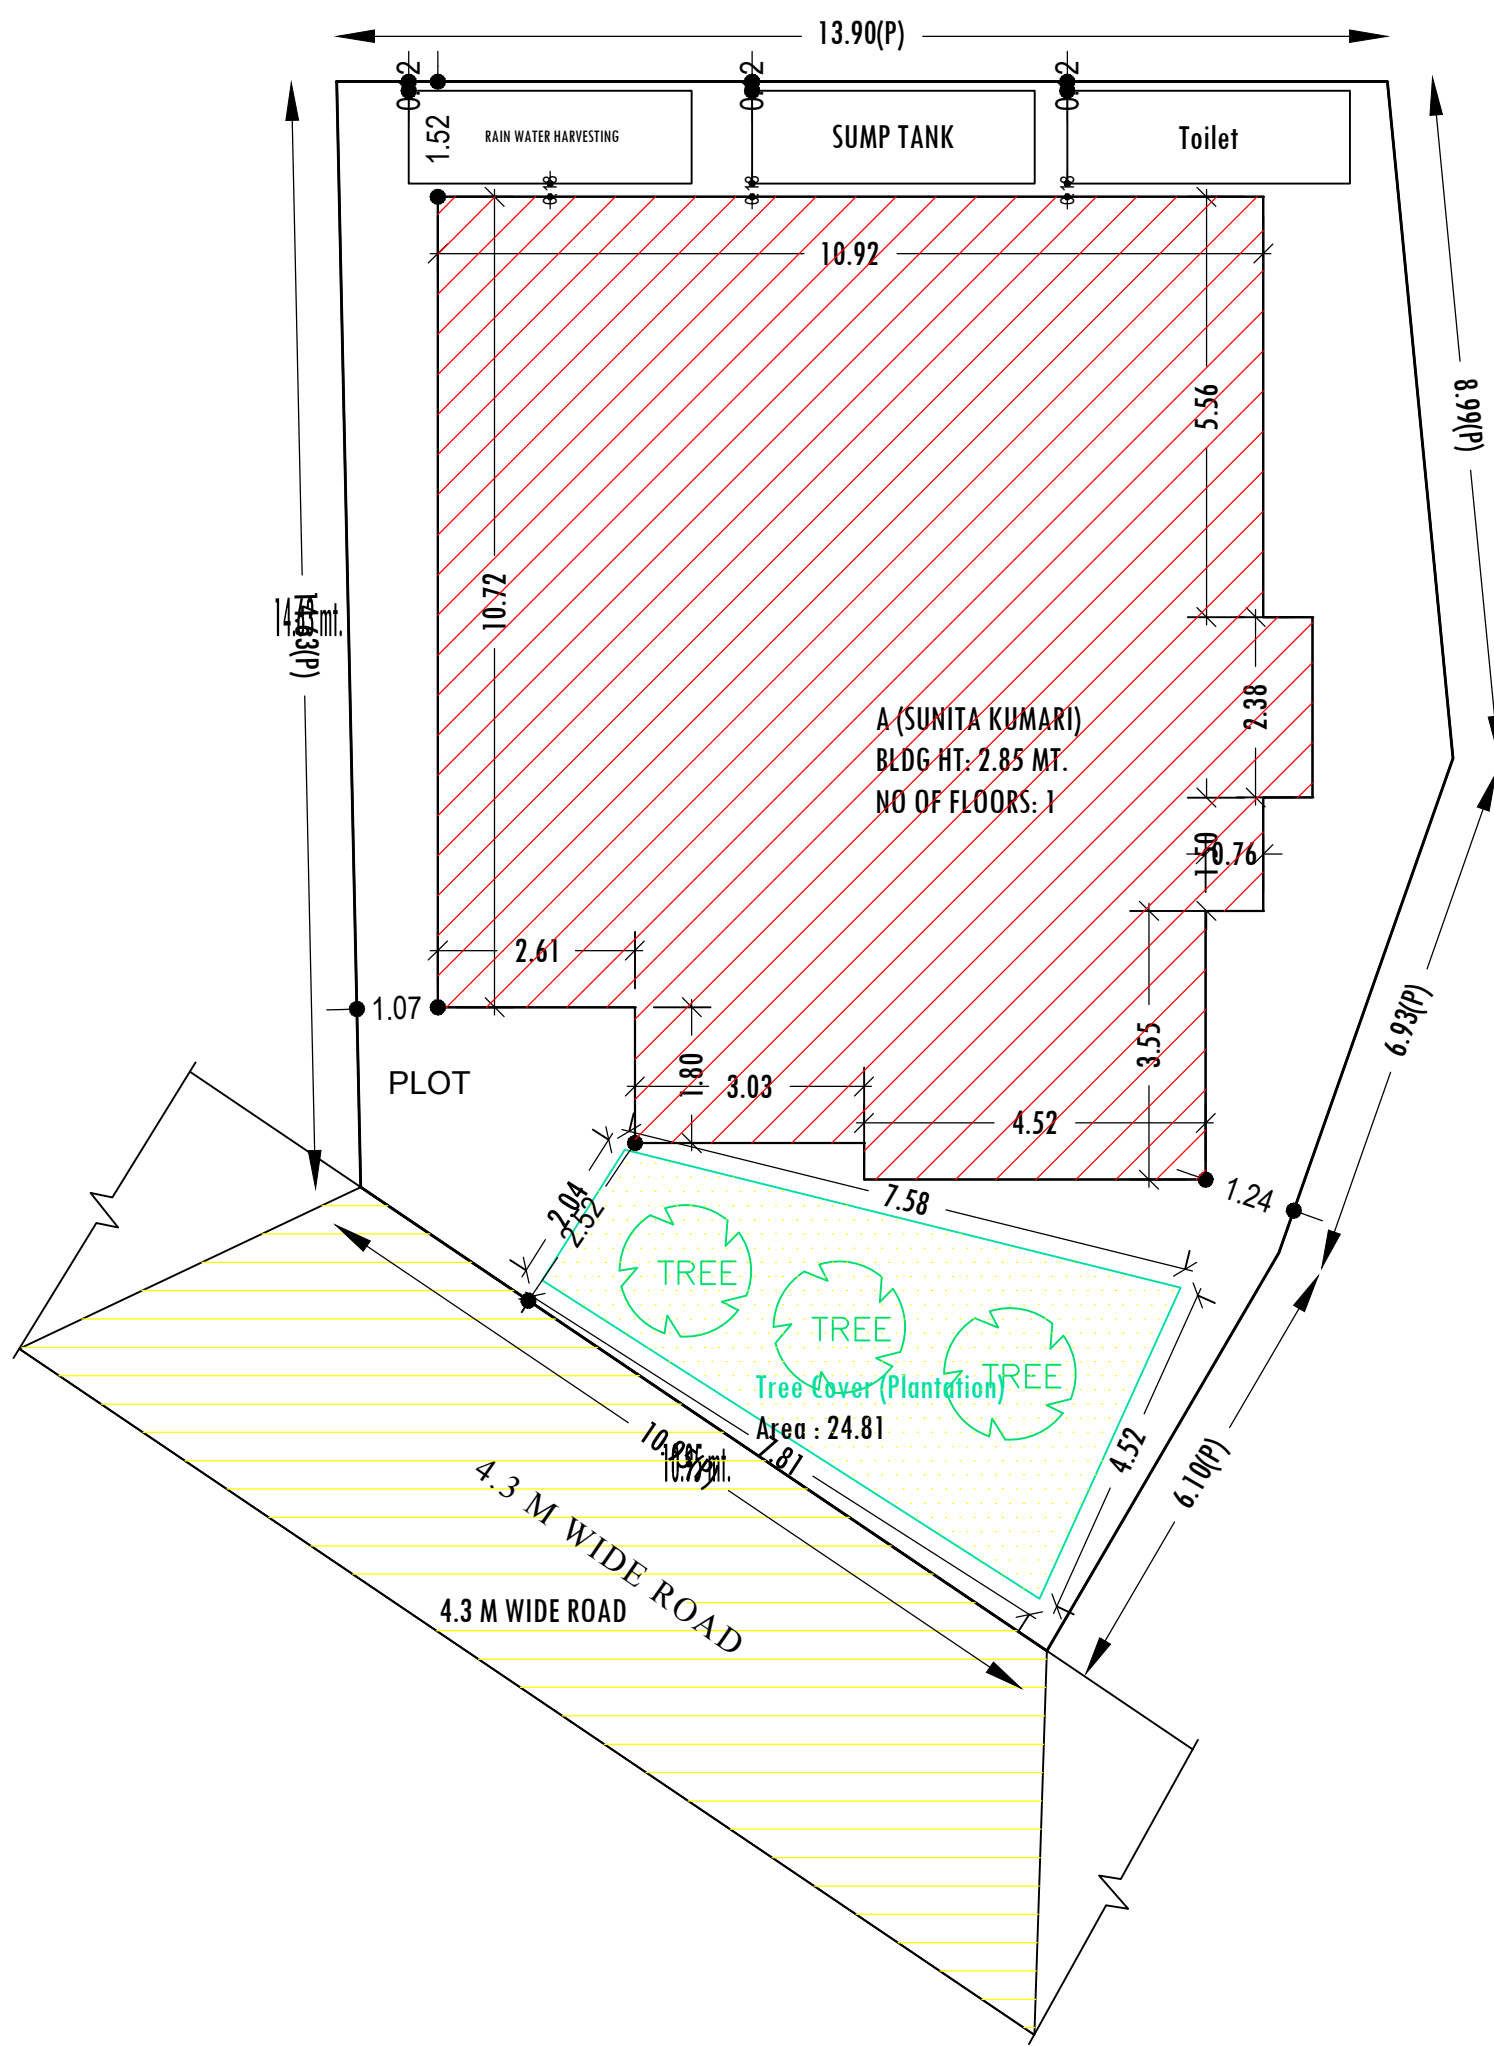 13.90(P)
1.52
RAIN WATER HARVESTING
SUMP TANK
Toilet
10.92
5.56
8.99(P)
10.72
2.38
A (SUNITA KUMARI)
BLDG HT: 2.85 MT.
NO OF FLOORS: 1
1.50
0.76
2.61
1.07
6.93(P)
3.55
PLOT
1.80
3.03
4.52
7.58
1.24
2.04
2.52
TREE
TREE
TREE
Tree Cover (Plantation)
Area : 24.81
7.81
4.52
6.10(P)
4.3 M WIDE ROAD
4.3 M WIDE ROAD